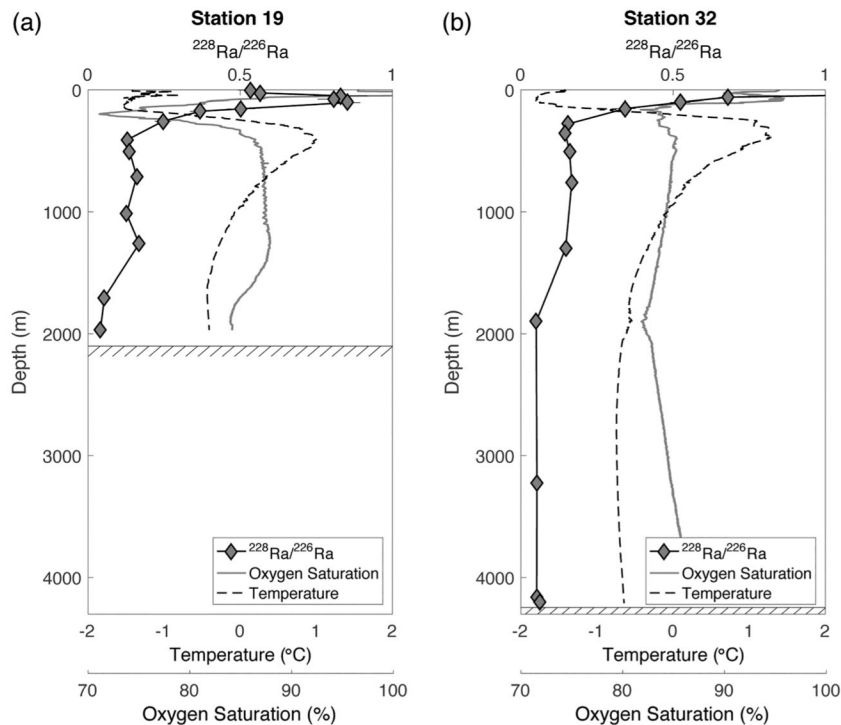 (a)
Station 19
²²⁸Ra/²²⁶Ra
0 0.5 1
0
1000
2000
3000
4000
Depth (m)
²²⁸Ra/²²⁶Ra
Oxygen Saturation
Temperature
-2 -1 0 1 2
Temperature (°C)
70 80 90 100
Oxygen Saturation (%)
(b)
Station 32
²²⁸Ra/²²⁶Ra
0 0.5 1
0
1000
2000
3000
4000
Depth (m)
²²⁸Ra/²²⁶Ra
Oxygen Saturation
Temperature
-2 -1 0 1 2
Temperature (°C)
70 80 90 100
Oxygen Saturation (%)